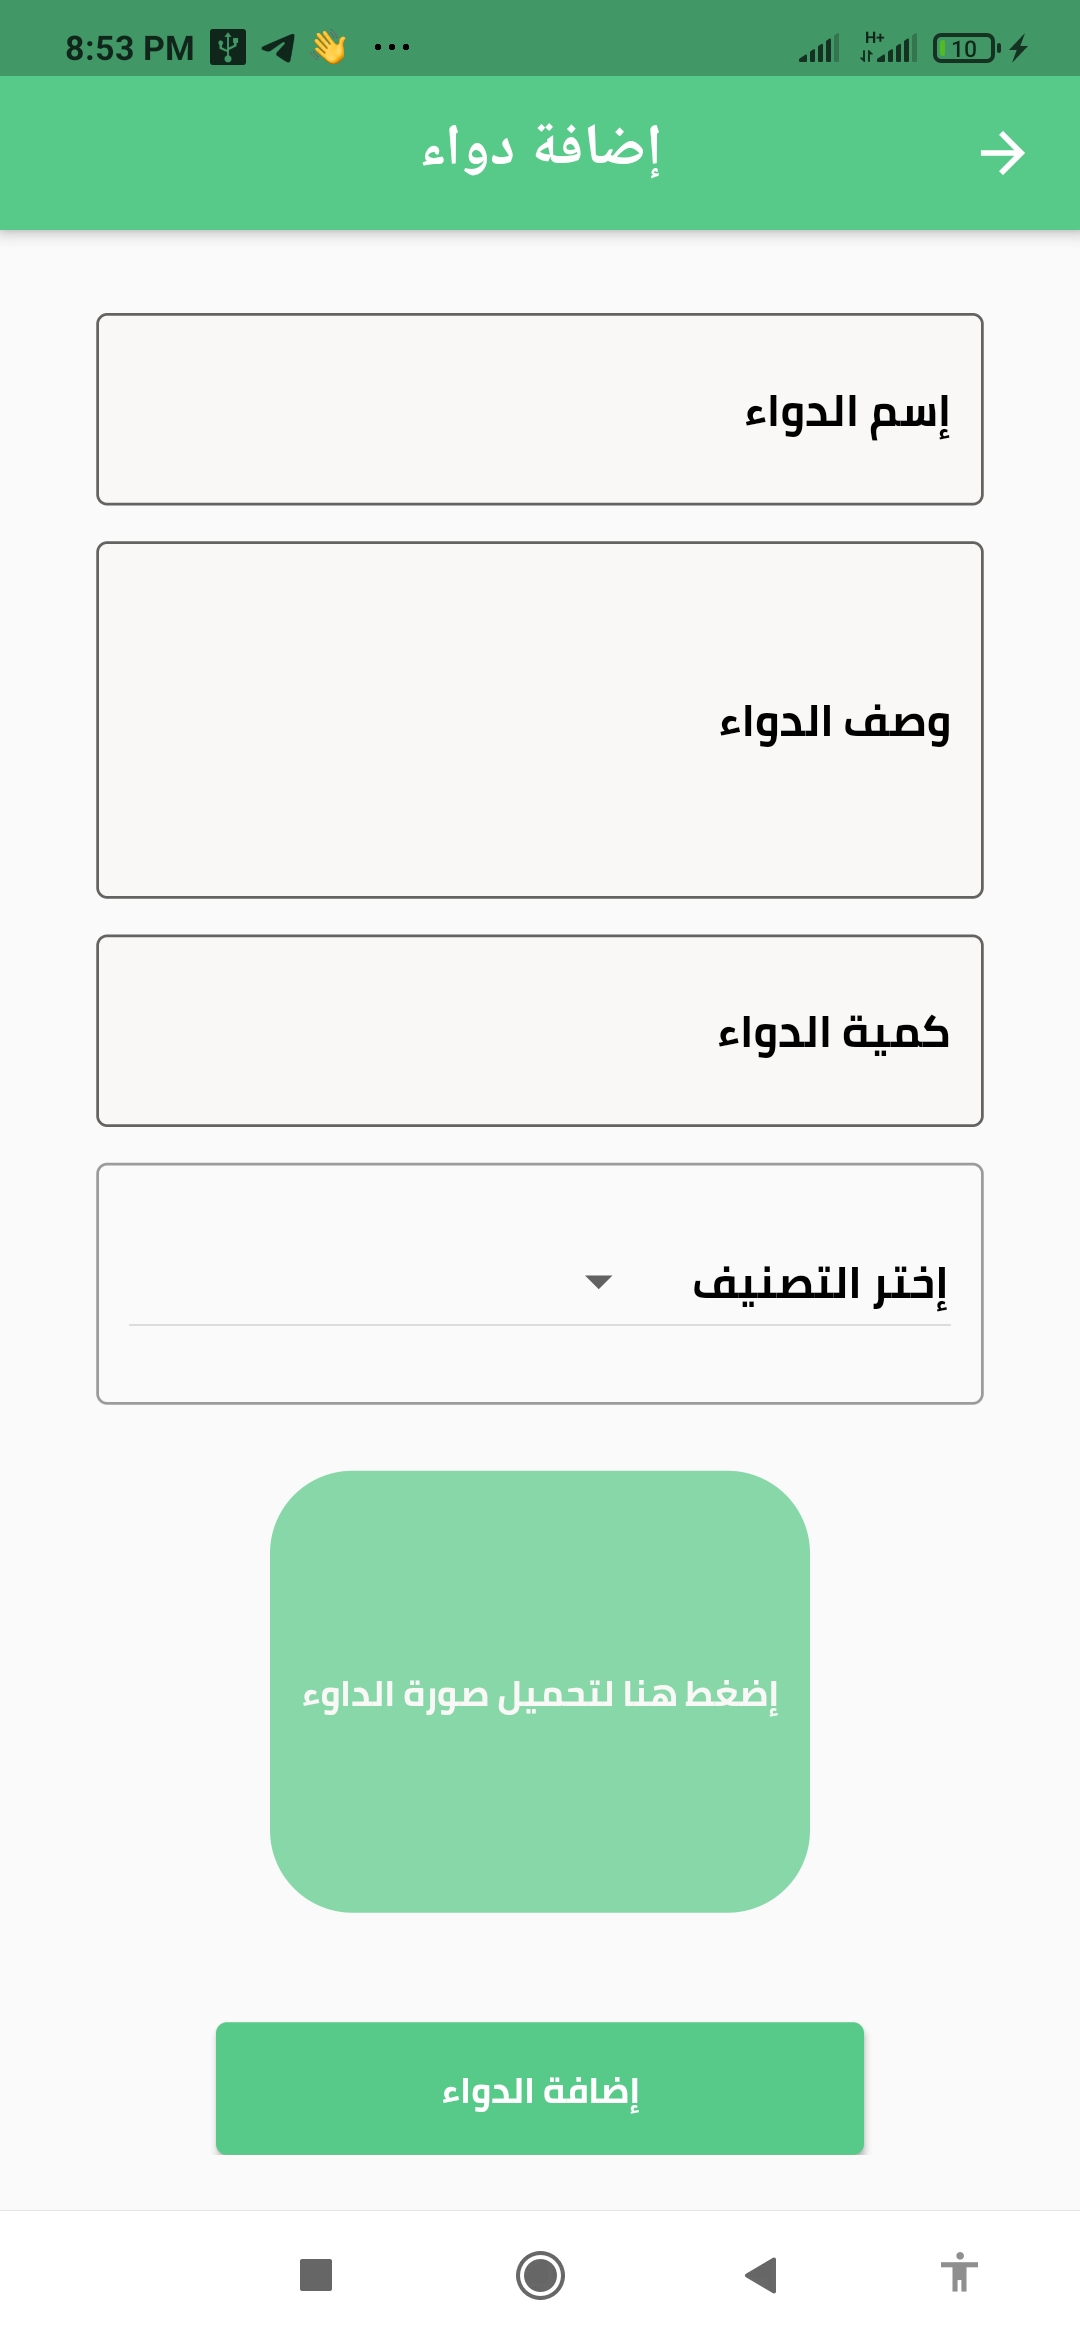 8:53 PM
H+
10
إضافة دواء
إسم الدواء
وصف الدواء
كمية الدواء
إختر التصنيف
إضغط هنا لتحميل صورة الداوء
إضافة الدواء